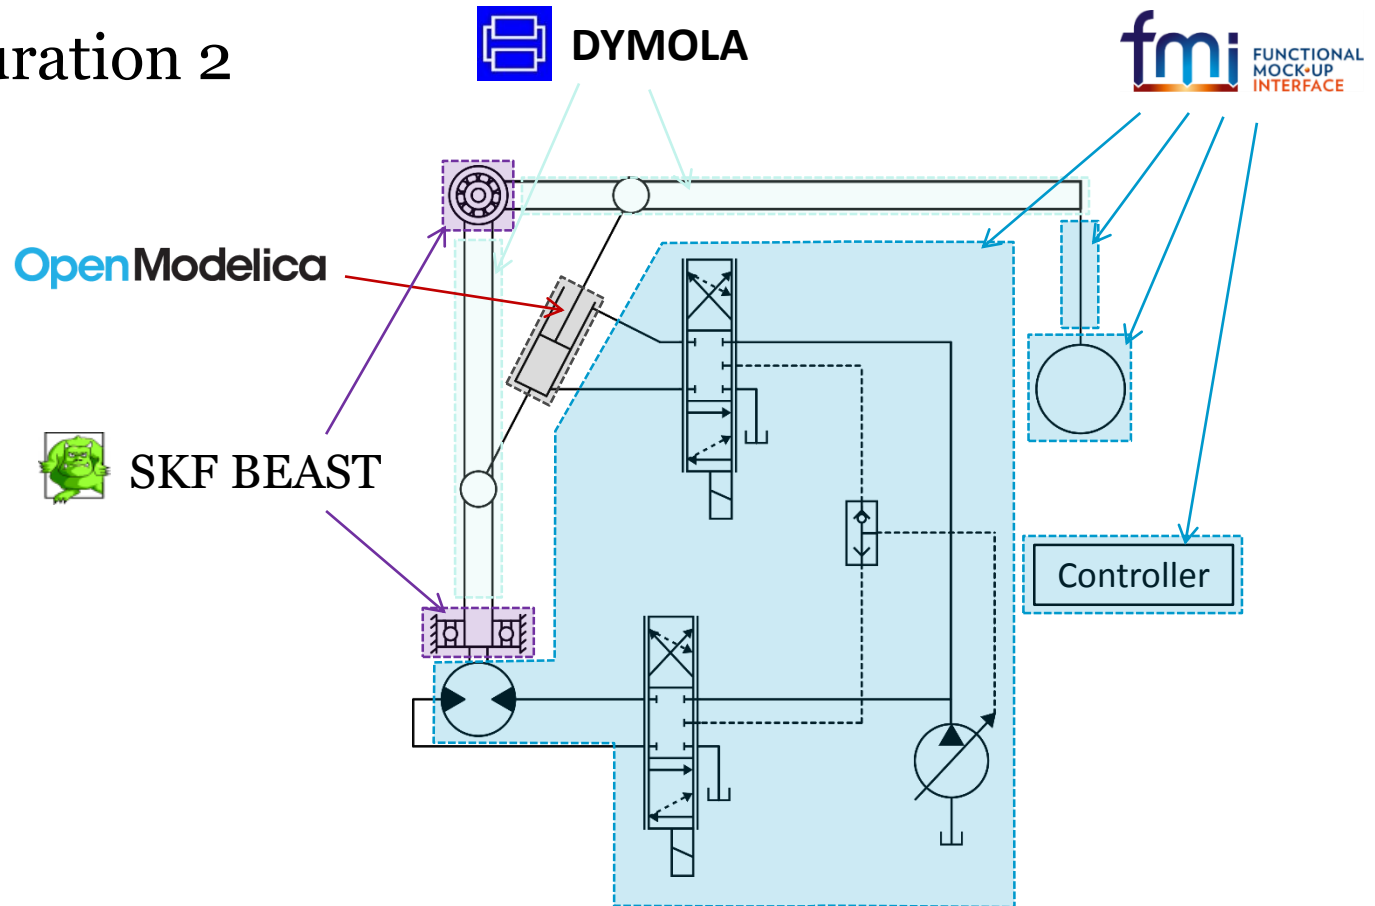 uration 2
DYMOLA
fmi FUNCTIONAL
MOCK-UP
INTERFACE
OpenModelica
SKF BEAST
Controller